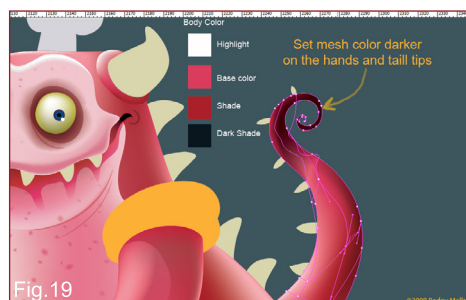 Body Color
Highlight
Base color
Shade
Dark Shade
Set mesh color darker
on the hands and taill tips
Fig.19